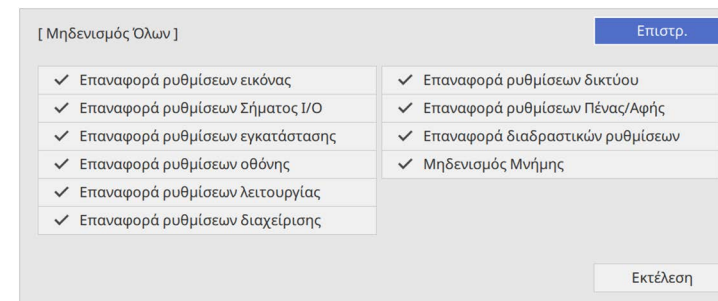 [ Μηδενισμός Όλων ]
Επιστρ.
Επαναφορά ρυθμίσεων εικόνας
Επαναφορά ρυθμίσεων Σήματος I/O
Επαναφορά ρυθμίσεων εγκατάστασης
Επαναφορά ρυθμίσεων οθόνης
Επαναφορά ρυθμίσεων λειτουργίας
Επαναφορά ρυθμίσεων διαχείρισης
Επαναφορά ρυθμίσεων δικτύου
Επαναφορά ρυθμίσεων Πένας/Αφής
Επαναφορά διαδραστικών ρυθμίσεων
Μηδενισμός Μνήμης
Εκτέλεση